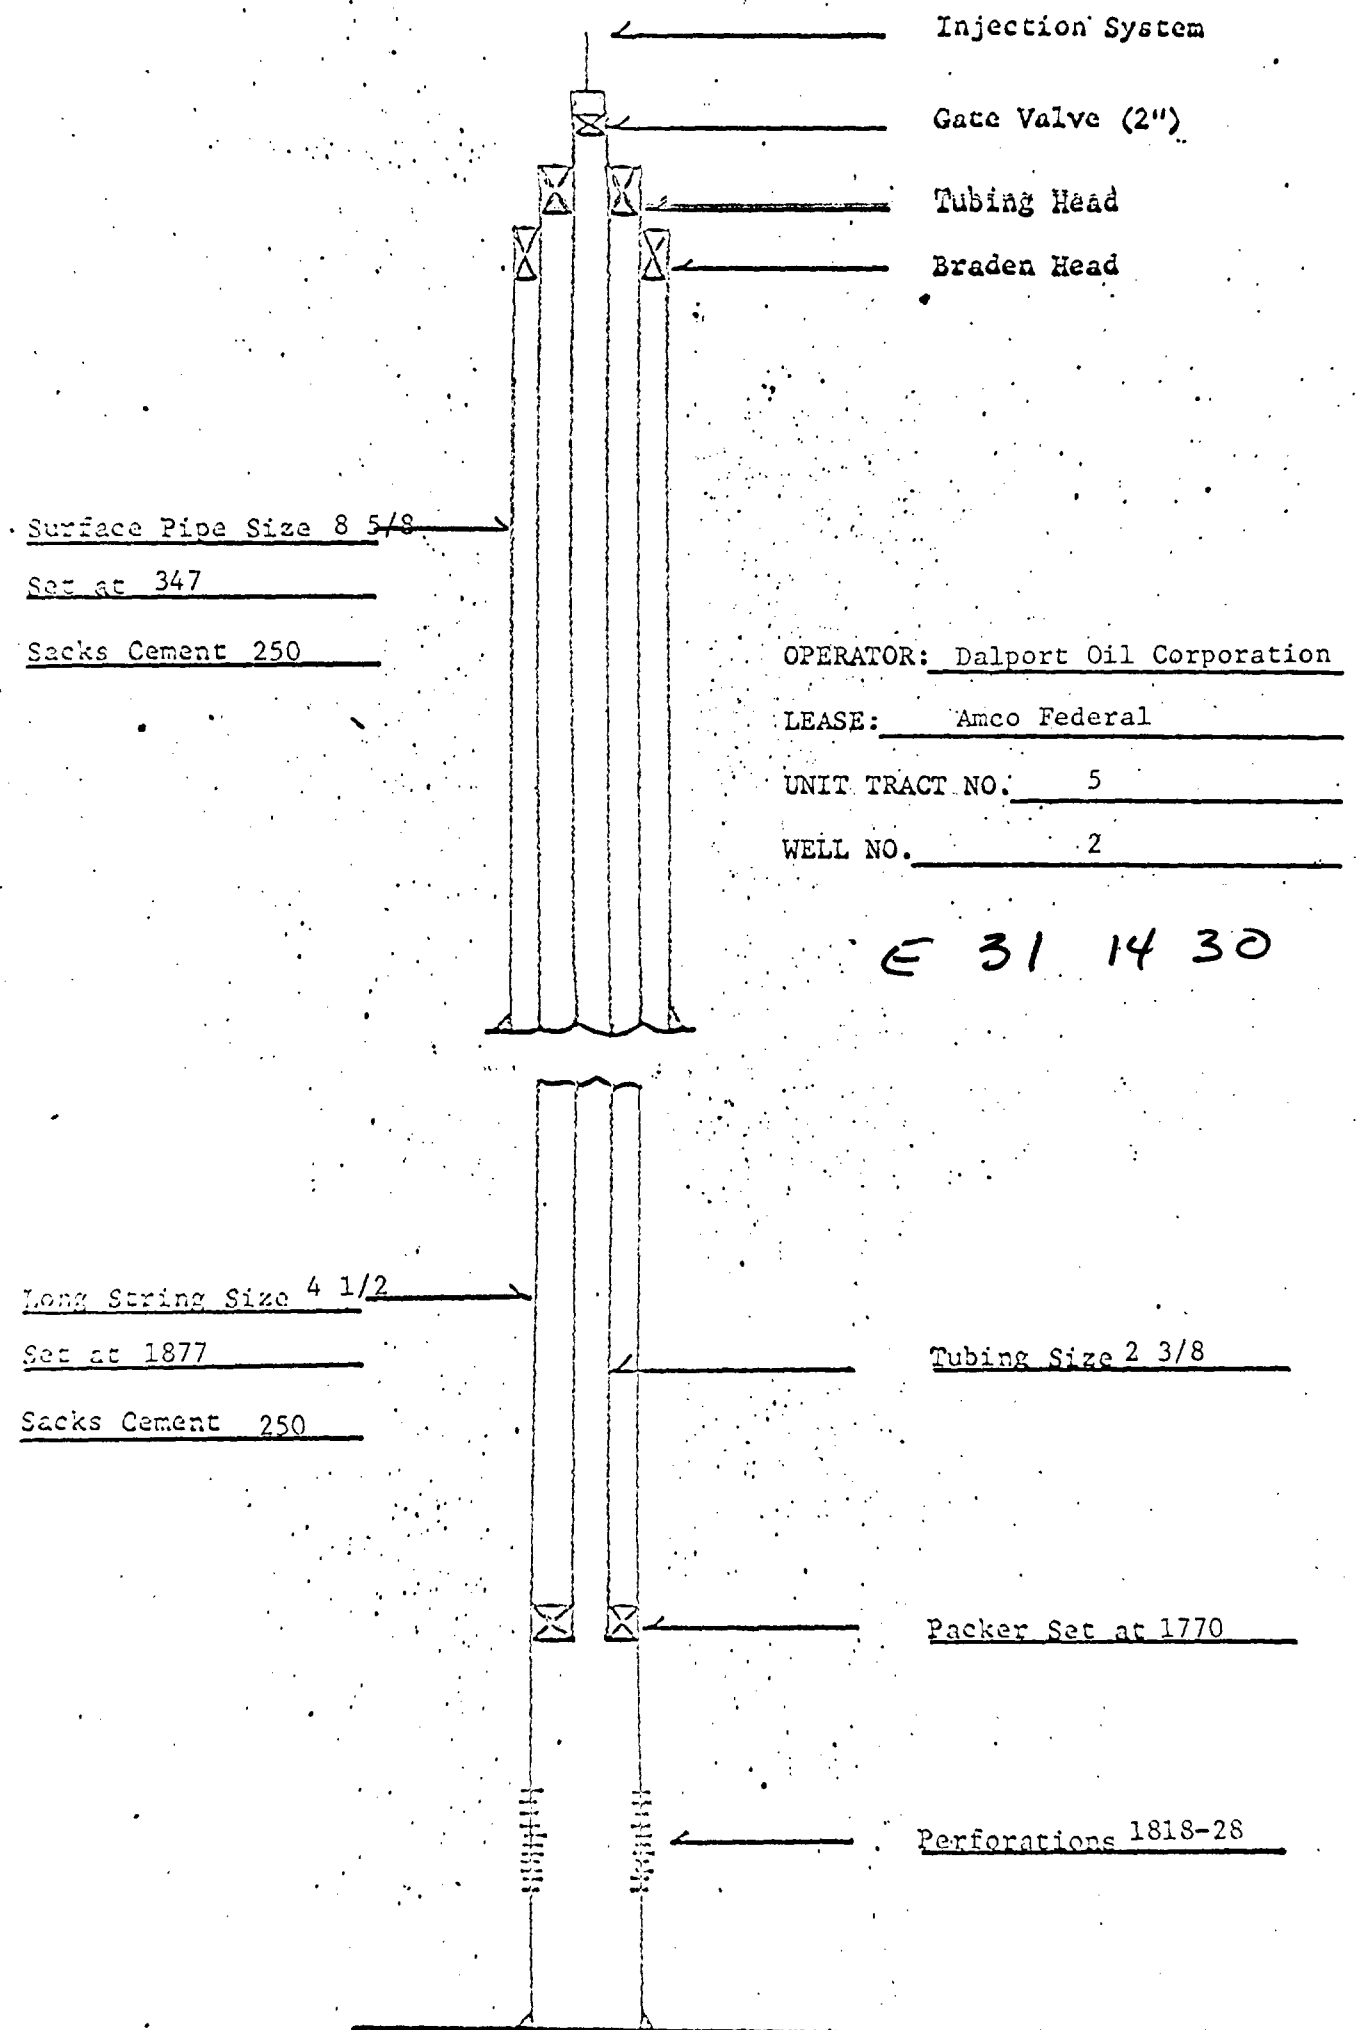 Injection System
Gate Valve (2")
Tubing Head
Braden Head
Surface Pipe Size 8 5/8
Set at 347
Sacks Cement 250
OPERATOR: Dalport Oil Corporation
LEASE: Amco Federal
UNIT TRACT NO. 5
WELL NO. 2
E 31 14 30
Long String Size 4 1/2
Set at 1877
Sacks Cement 250
Tubing Size 2 3/8
Packer Set at 1770
Perforations 1818-28